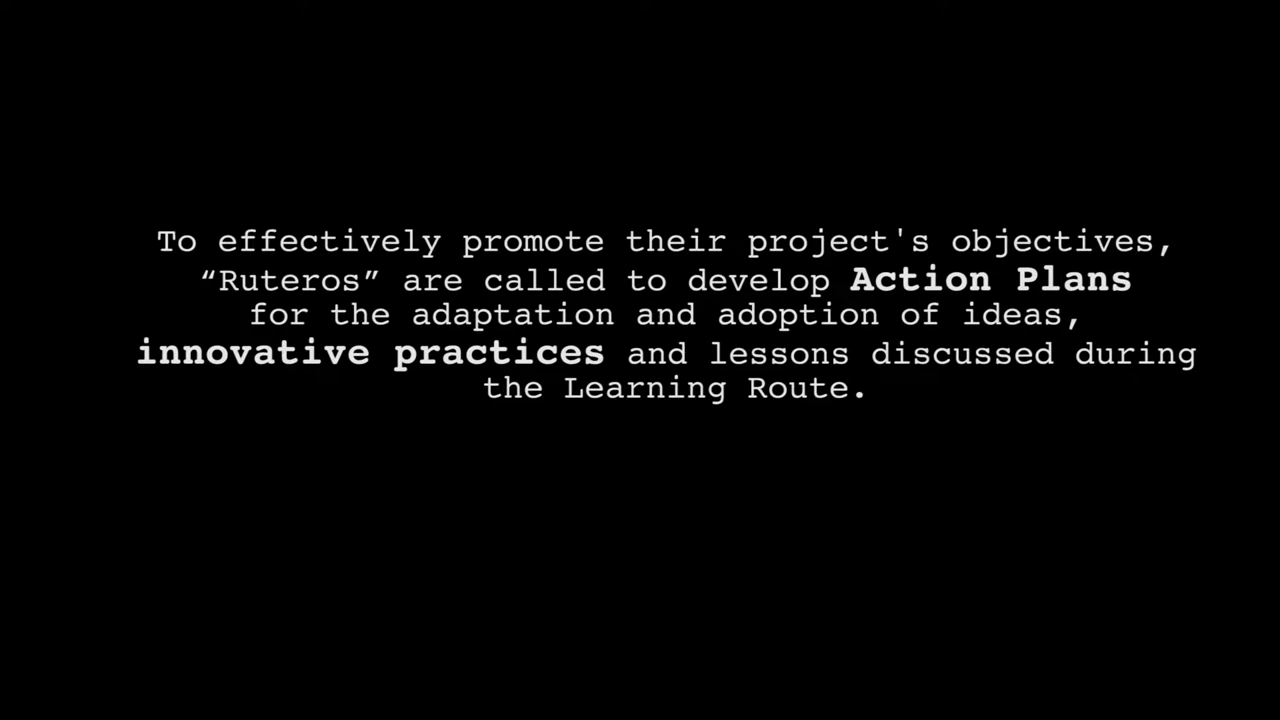 To effectively promote their project's objectives,
“Ruteros” are called to develop Action Plans
for the adaptation and adoption of ideas,
innovative practices and lessons discussed during
the Learning Route.